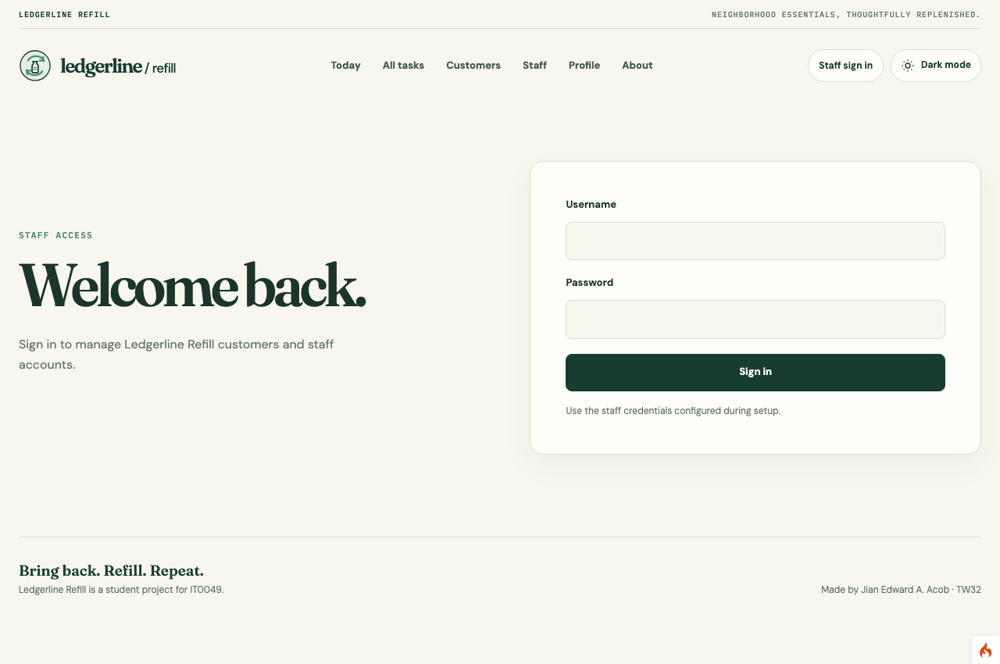 LEDGERLINE REFILL
NEIGHBORHOOD ESSENTIALS, THOUGHTFULLY REPLENISHED.
ledgerline / refill
Today
All tasks
Customers
Staff
Profile
About
Staff sign in
Dark mode
STAFF ACCESS
Welcome back.
Sign in to manage Ledgerline Refill customers and staff
accounts.
Username
Password
Sign in
Use the staff credentials configured during setup.
Bring back. Refill. Repeat.
Ledgerline Refill is a student project for IT0049.
Made by Jian Edward A. Acob · TW32